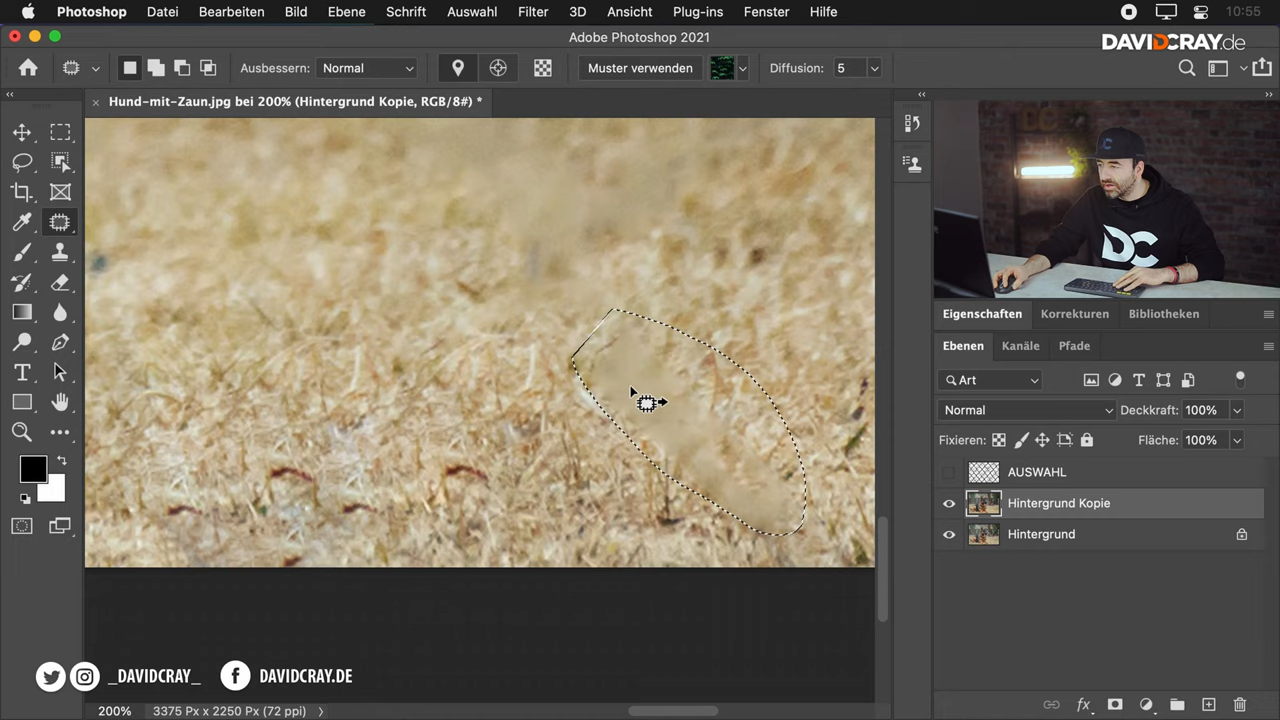 Photoshop Datei Bearbeiten Bild Ebene Schrift Auswahl Filter 3D Ansicht Plug-ins Fenster Hilfe 10:55
Adobe Photoshop 2021
DAVIDCRAY.de
Ausbessern: Normal Muster verwenden Diffusion: 5
× Hund-mit-Zaun.jpg bei 200% (Hintergrund Kopie, RGB/8#) *
DC
Eigenschaften Korrekturen Bibliotheken
Ebenen Kanäle Pfade
Art
Normal Deckkraft: 100%
Fixieren: Fläche: 100%
AUSWAHL
Hintergrund Kopie
Hintergrund
_DAVIDCRAY_ DAVIDCRAY.DE
200% 3375 Px x 2250 Px (72 ppi)
fx